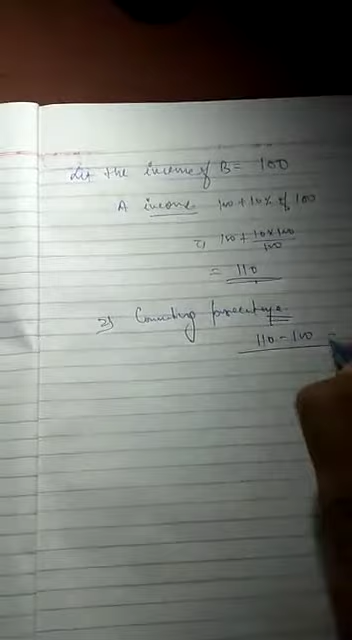 Let the income of B = 100
A income 100 + 10% of 100
=> 100 + 10×100/100
= 110
=> Counting percentage.
110 - 100